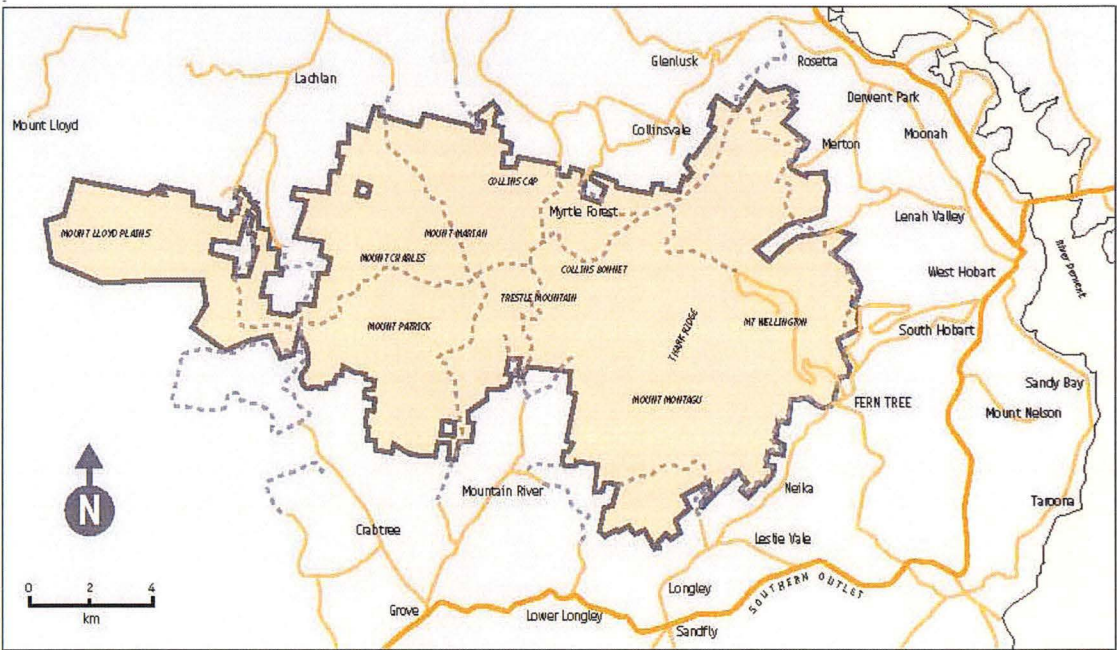 Glenlusk
Rosetta
Lachlan
Derwent Park
Mount Lloyd
Collinsvale
Moonah
Merton
COLLINS CAP
Myrtle Forest
Lenah Valley
MOUNT LLOYD PLAINS
MOUNT MARIAN
MOUNT CHARLES
COLLINS BONNET
West Hobart
River Derwent
TRESTLE MOUNTAIN
MOUNT PATRICK
THARK RIDGE
MT WELLINGTON
South Hobart
Sandy Bay
MOUNT MONTAGU
FERN TREE
Mount Nelson
N
Mountain River
Neika
Taroona
Crabtree
Leslie Vale
0 2 4
km
Longley
SOUTHERN OUTLET
Grove
Lower Longley
Sandfly